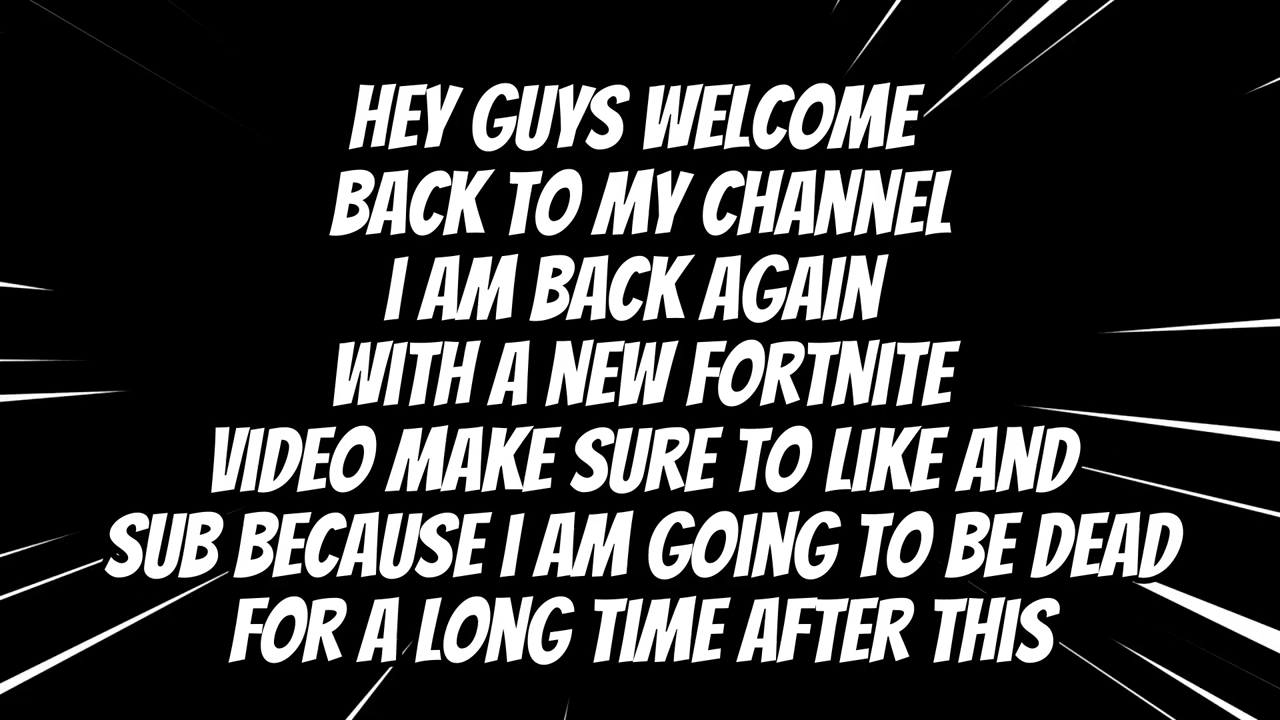 HEY GUYS WELCOME
BACK TO MY CHANNEL
I AM BACK AGAIN
WITH A NEW FORTNITE
VIDEO MAKE SURE TO LIKE AND
SUB BECAUSE I AM GOING TO BE DEAD
FOR A LONG TIME AFTER THIS